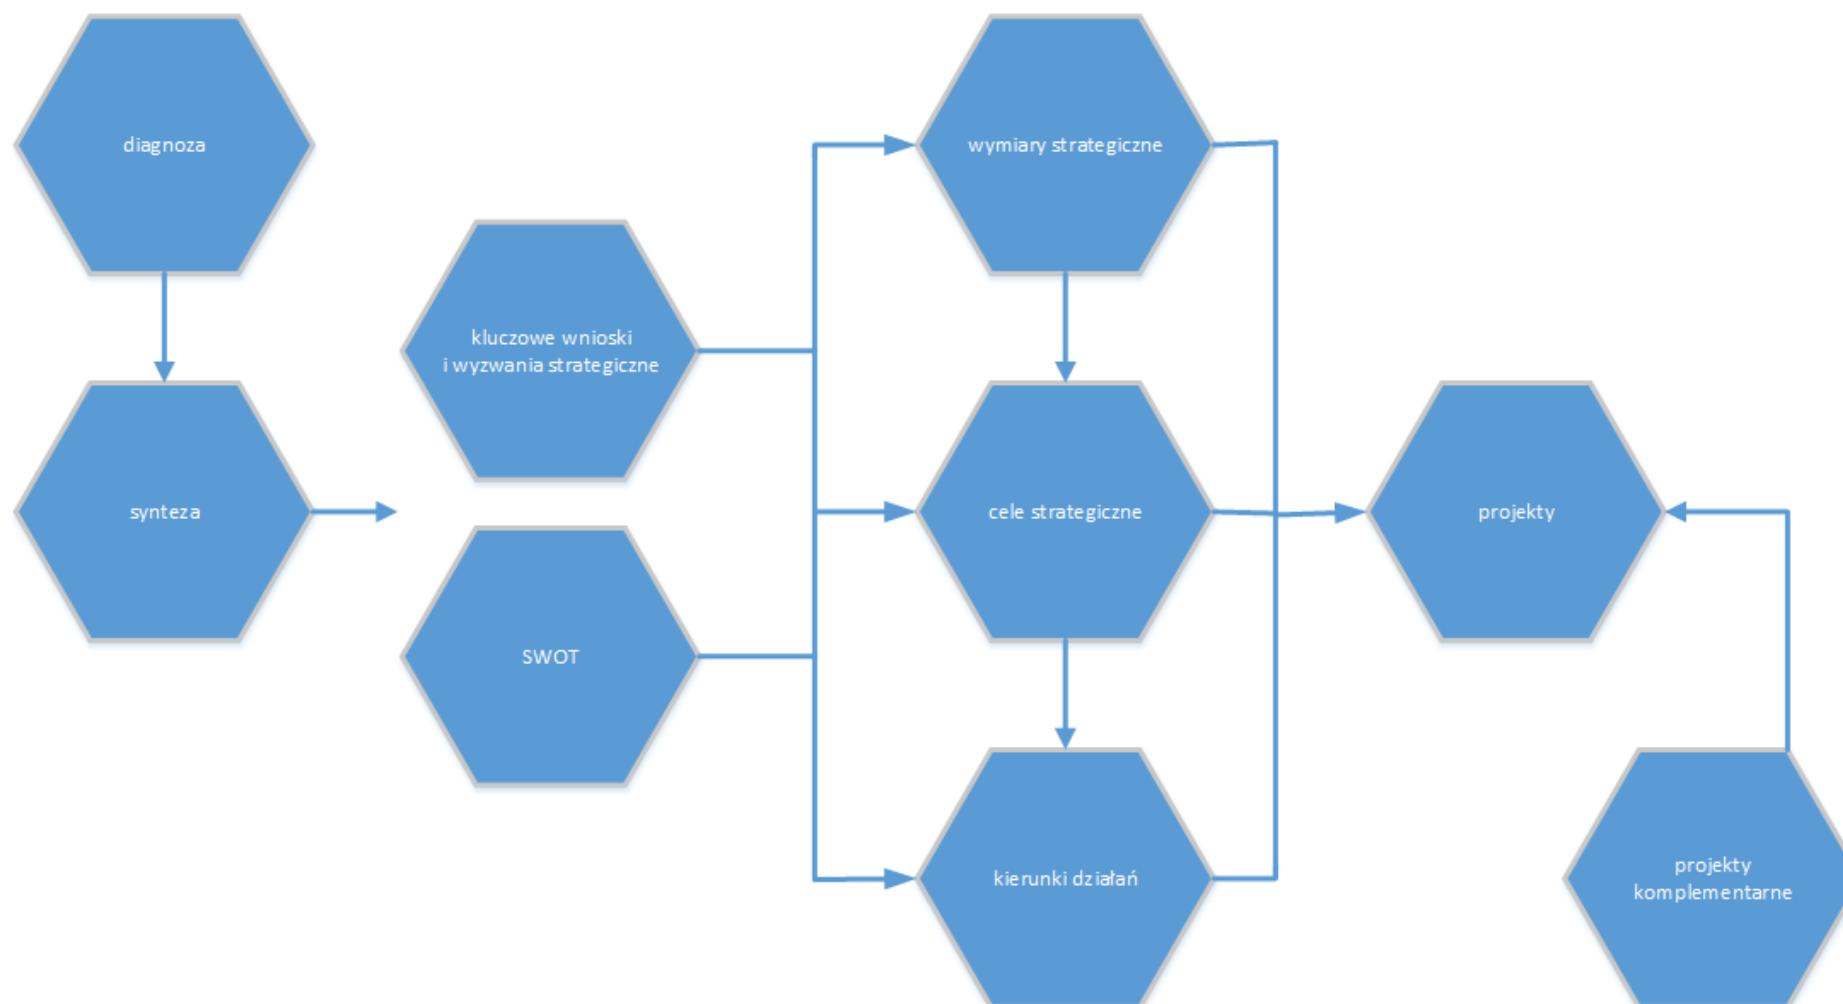 diagnoza
synteza
kluczowe wnioski
i wyzwania strategiczne
SWOT
wymiary strategiczne
cele strategiczne
kierunki działań
projekty
projekty
komplementarne